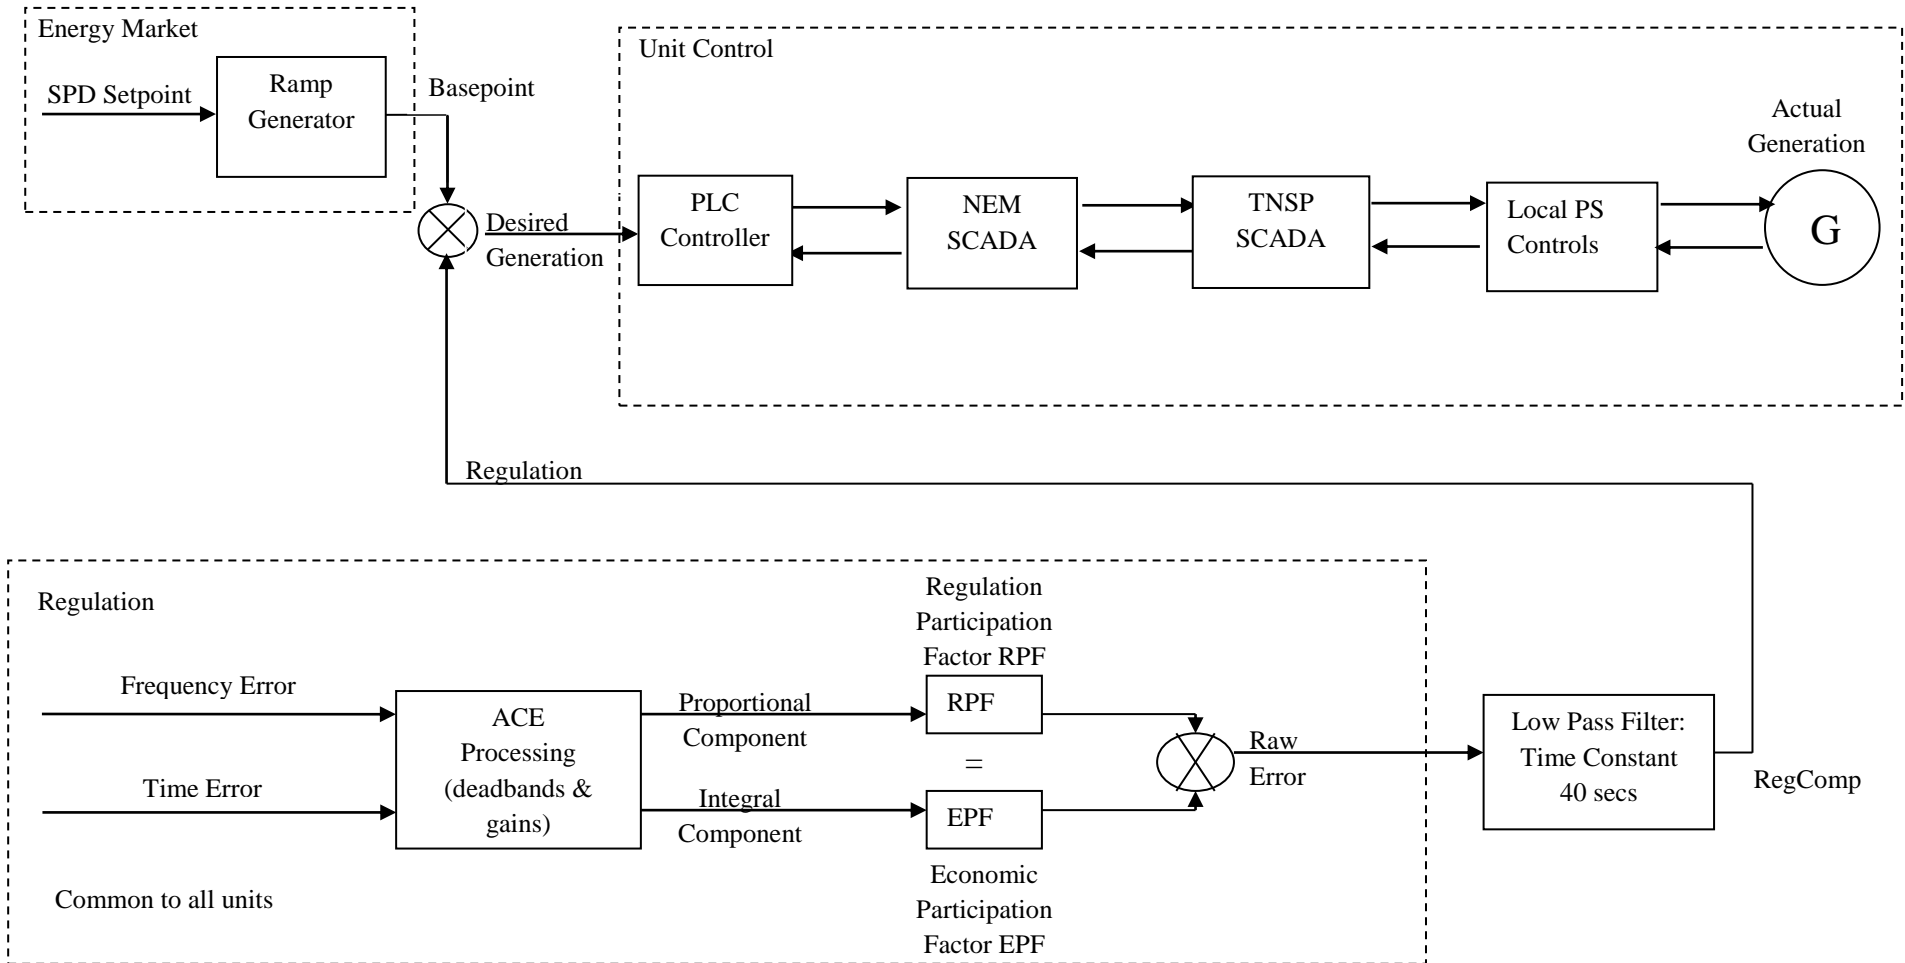 Energy Market
SPD Setpoint
Ramp
Generator
Basepoint
Unit Control
Desired
Generation
PLC
Controller
NEM
SCADA
TNSP
SCADA
Local PS
Controls
Actual
Generation
G
Regulation
Regulation
Frequency Error
Time Error
ACE
Processing
(deadbands &
gains)
Proportional
Component
Integral
Component
Regulation
Participation
Factor RPF
RPF
=
EPF
Economic
Participation
Factor EPF
Raw
Error
Low Pass Filter:
Time Constant
40 secs
RegComp
Common to all units